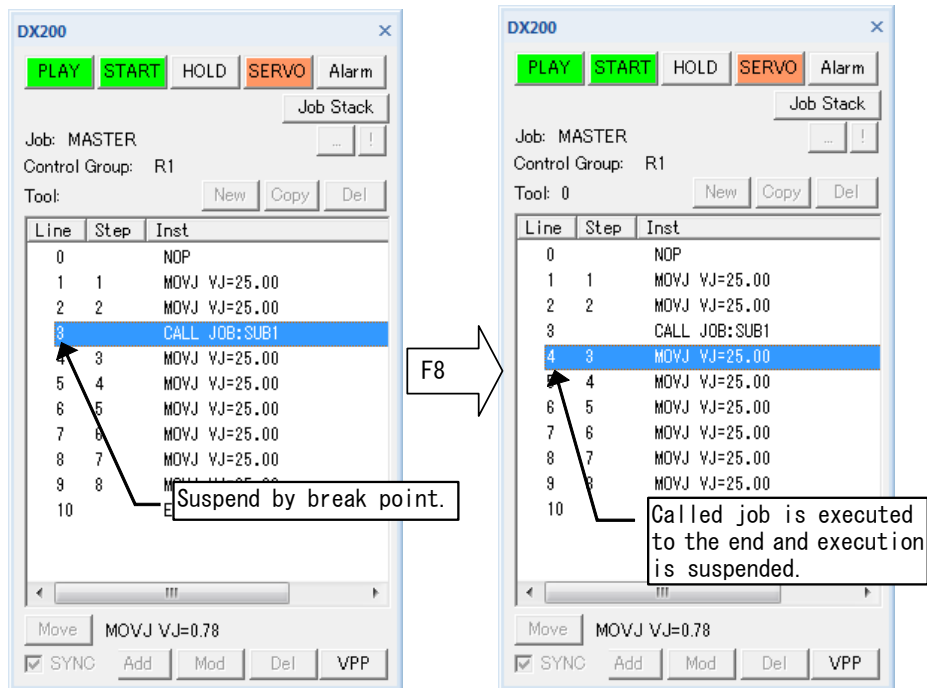 DX200 ×
PLAY START HOLD SERVO Alarm
Job Stack
Job: MASTER ... !
Control Group: R1
Tool: New Copy Del
Line Step Inst
0 NOP
1 1 MOVJ VJ=25.00
2 2 MOVJ VJ=25.00
3 CALL JOB:SUB1
4 3 MOVJ VJ=25.00
5 4 MOVJ VJ=25.00
6 5 MOVJ VJ=25.00
7 6 MOVJ VJ=25.00
8 7 MOVJ VJ=25.00
9 8
10
Suspend by break point.
Move MOVJ VJ=0.78
SYNC Add Mod Del VPP
F8
DX200 ×
PLAY START HOLD SERVO Alarm
Job Stack
Job: MASTER ... !
Control Group: R1
Tool: 0 New Copy Del
Line Step Inst
0 NOP
1 1 MOVJ VJ=25.00
2 2 MOVJ VJ=25.00
3 CALL JOB:SUB1
4 3 MOVJ VJ=25.00
5 4 MOVJ VJ=25.00
6 5 MOVJ VJ=25.00
7 6 MOVJ VJ=25.00
8 7 MOVJ VJ=25.00
9 8 MOVJ VJ=25.00
10
Called job is executed
to the end and execution
is suspended.
Move MOVJ VJ=0.78
SYNC Add Mod Del VPP